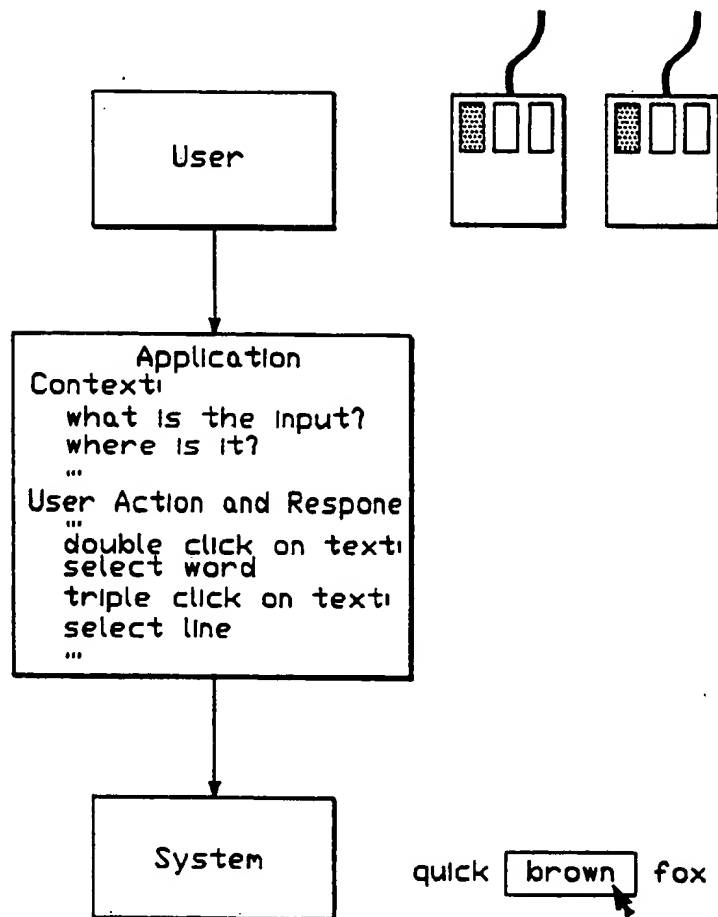 User
Application
Context:
what is the input?
where is it?
...
User Action and Respone
...
double click on text:
select word
triple click on text:
select line
...
System
quick brown fox